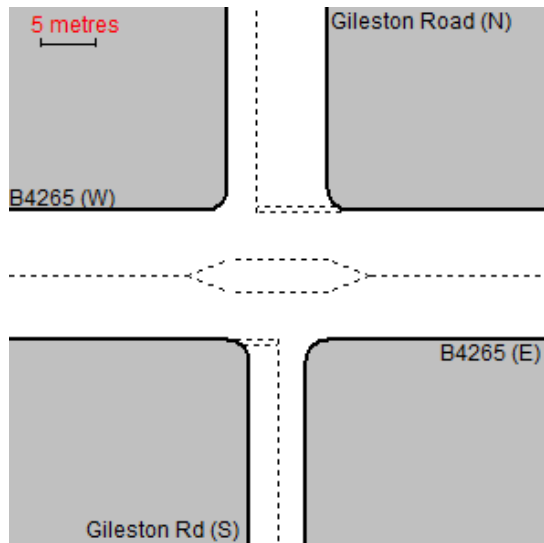 5 metres
Gileston Road (N)
B4265 (W)
B4265 (E)
Gileston Rd (S)